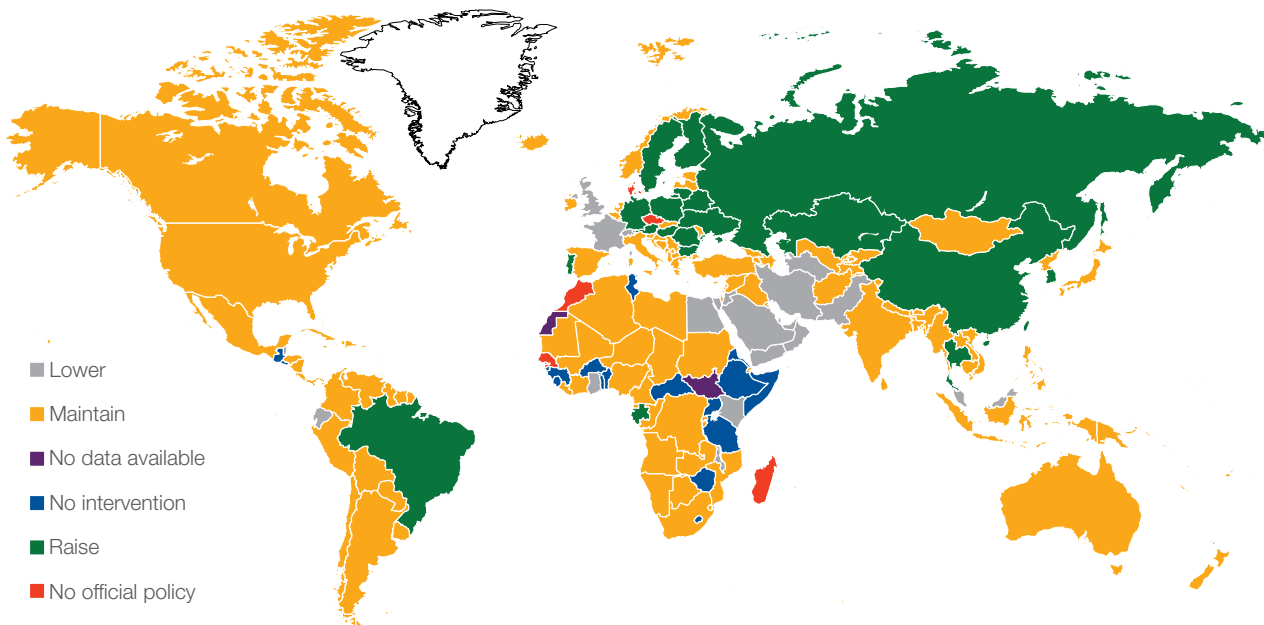 Lower
Maintain
No data available
No intervention
Raise
No official policy